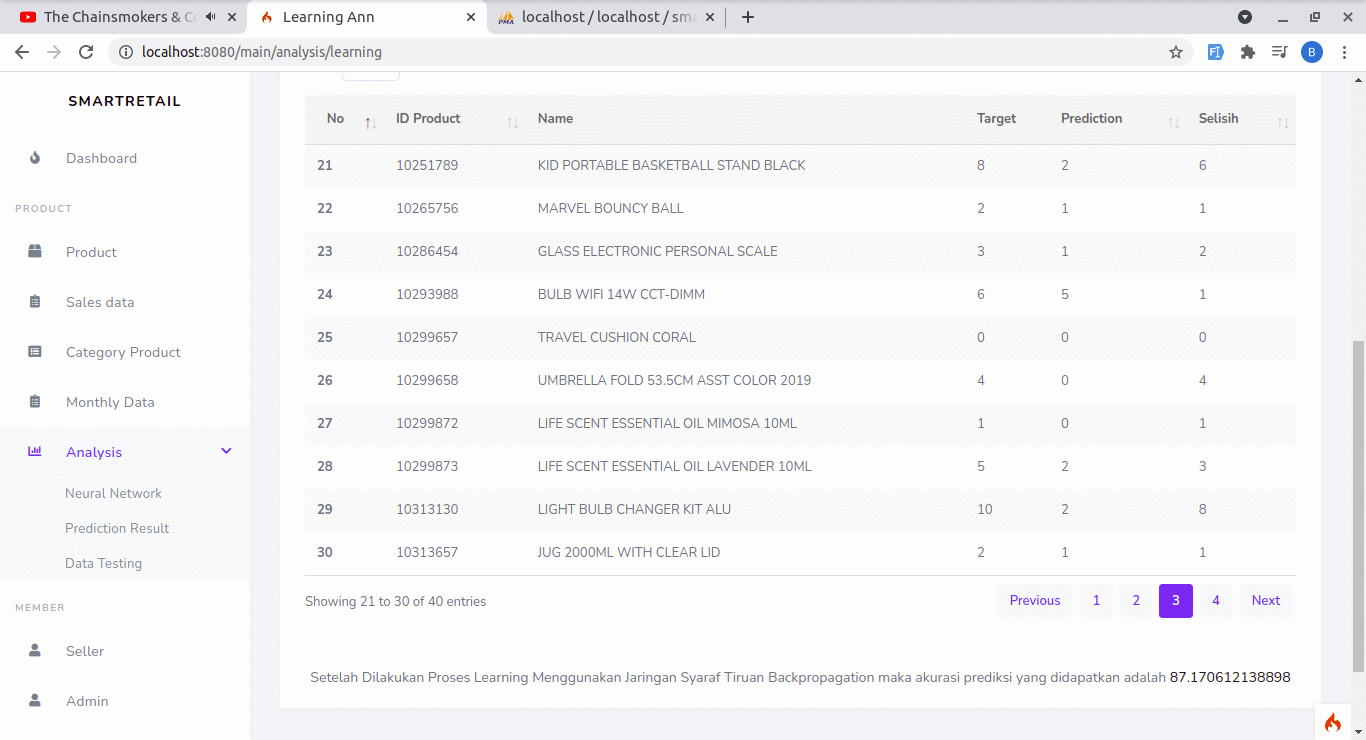 The Chainsmokers & C
Learning Ann
localhost / localhost / sma
localhost:8080/main/analysis/learning
B
SMARTRETAIL
Dashboard
PRODUCT
Product
Sales data
Category Product
Monthly Data
Analysis
Neural Network
Prediction Result
Data Testing
MEMBER
Seller
Admin
No ID Product Name Target Prediction Selisih
21 10251789 KID PORTABLE BASKETBALL STAND BLACK 8 2 6
22 10265756 MARVEL BOUNCY BALL 2 1 1
23 10286454 GLASS ELECTRONIC PERSONAL SCALE 3 1 2
24 10293988 BULB WIFI 14W CCT-DIMM 6 5 1
25 10299657 TRAVEL CUSHION CORAL 0 0 0
26 10299658 UMBRELLA FOLD 53.5CM ASST COLOR 2019 4 0 4
27 10299872 LIFE SCENT ESSENTIAL OIL MIMOSA 10ML 1 0 1
28 10299873 LIFE SCENT ESSENTIAL OIL LAVENDER 10ML 5 2 3
29 10313130 LIGHT BULB CHANGER KIT ALU 10 2 8
30 10313657 JUG 2000ML WITH CLEAR LID 2 1 1
Showing 21 to 30 of 40 entries
Previous 1 2 3 4 Next
Setelah Dilakukan Proses Learning Menggunakan Jaringan Syaraf Tiruan Backpropagation maka akurasi prediksi yang didapatkan adalah 87.170612138898